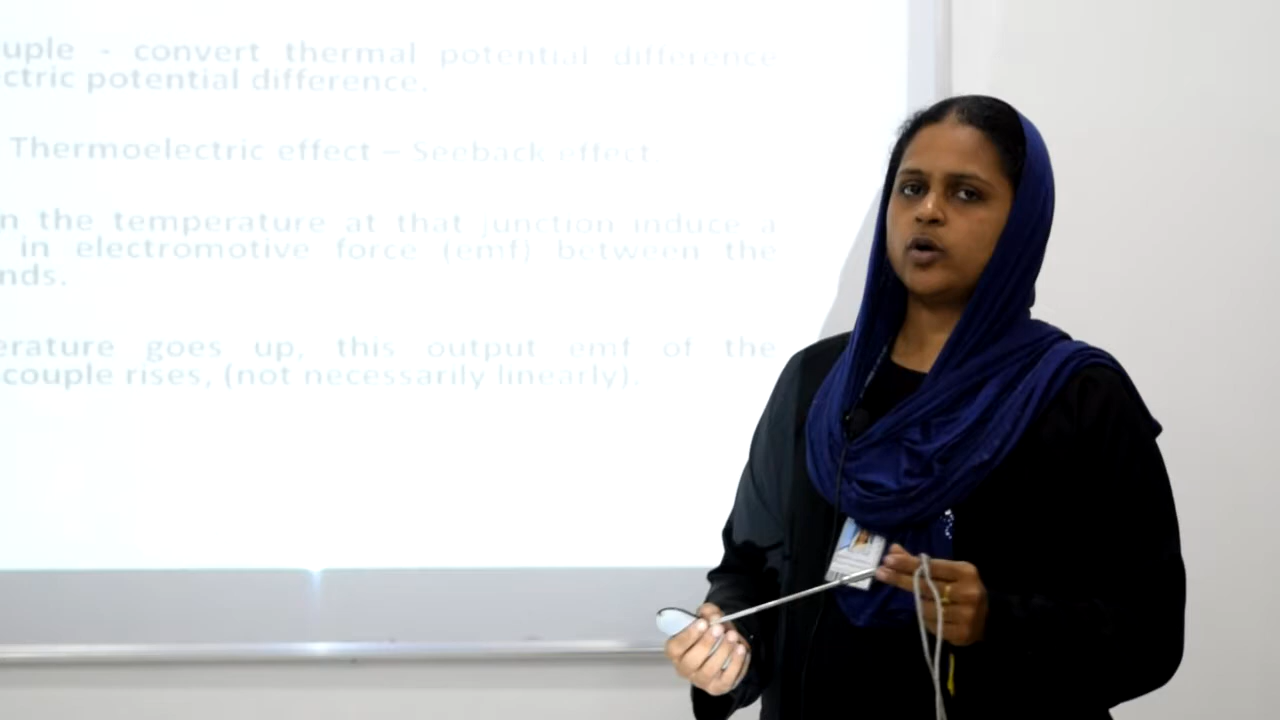 uple - convert thermal potential difference
ctric potential difference.
Thermoelectric effect – Seeback effect.
n the temperature at that junction induce a
in electromotive force (emf) between the
nds.
erature goes up, this output emf of the
couple rises, (not necessarily linearly).